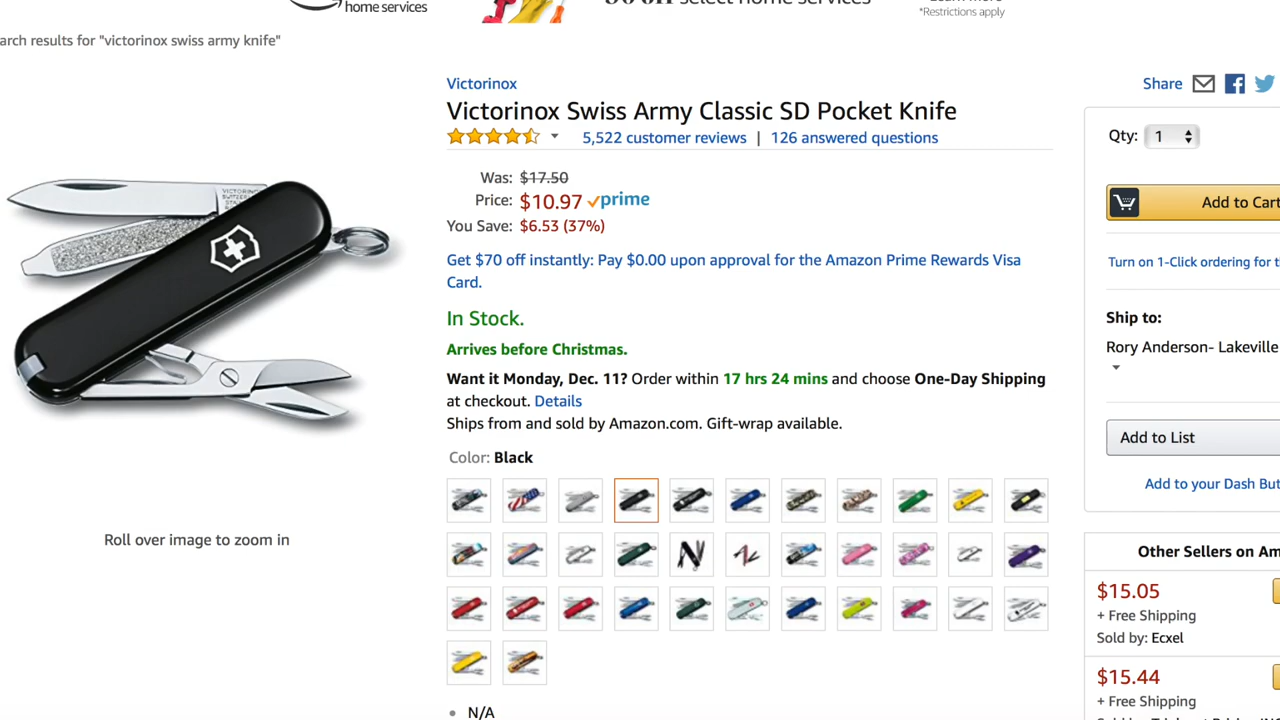 home services
select home services
*Restrictions apply
arch results for "victorinox swiss army knife"
Victorinox
Share
Victorinox Swiss Army Classic SD Pocket Knife
5,522 customer reviews | 126 answered questions
Qty: 1
Was: $17.50
Price: $10.97 prime
You Save: $6.53 (37%)
Add to Cart
Get $70 off instantly: Pay $0.00 upon approval for the Amazon Prime Rewards Visa
Card.
Turn on 1-Click ordering for
In Stock.
Ship to:
Arrives before Christmas.
Rory Anderson- Lakeville
Want it Monday, Dec. 11? Order within 17 hrs 24 mins and choose One-Day Shipping
at checkout. Details
Ships from and sold by Amazon.com. Gift-wrap available.
Add to List
Color: Black
Add to your Dash But
Roll over image to zoom in
Other Sellers on Am
$15.05
+ Free Shipping
Sold by: Ecxel
$15.44
+ Free Shipping
N/A